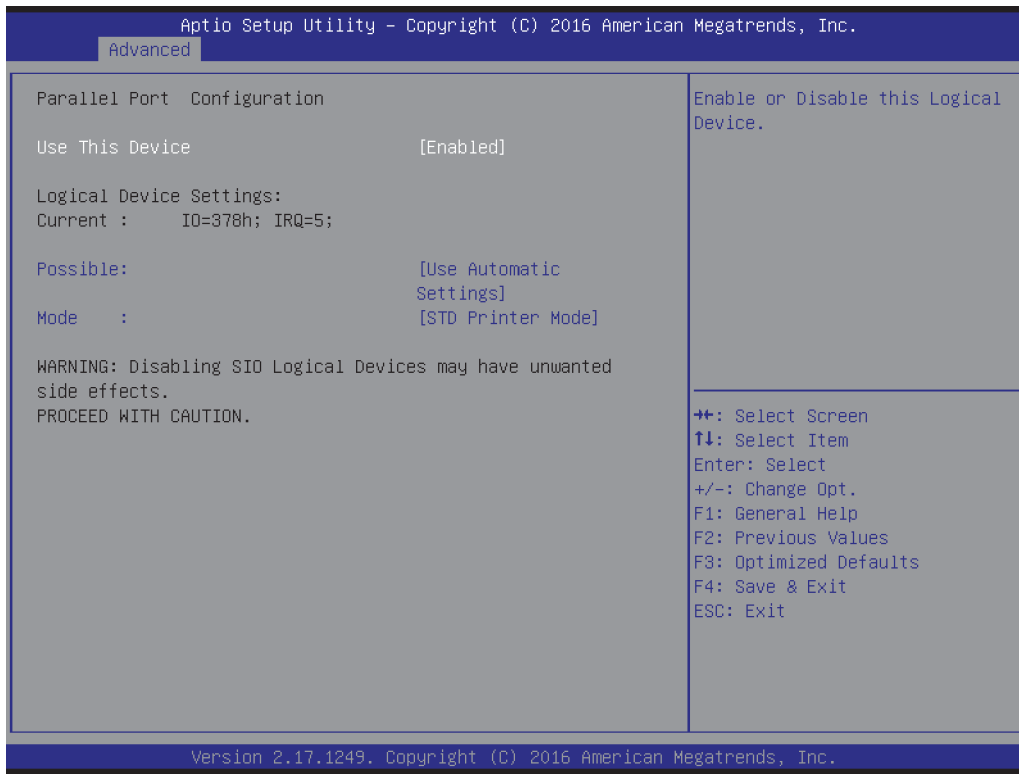 Aptio Setup Utility – Copyright (C) 2016 American Megatrends, Inc.
Advanced
Parallel Port Configuration
Use This Device [Enabled]
Logical Device Settings:
Current : IO=378h; IRQ=5;
Possible: [Use Automatic
Settings]
Mode : [STD Printer Mode]
WARNING: Disabling SIO Logical Devices may have unwanted
side effects.
PROCEED WITH CAUTION.
Enable or Disable this Logical
Device.
→←: Select Screen
↑↓: Select Item
Enter: Select
+/-: Change Opt.
F1: General Help
F2: Previous Values
F3: Optimized Defaults
F4: Save & Exit
ESC: Exit
Version 2.17.1249. Copyright (C) 2016 American Megatrends, Inc.